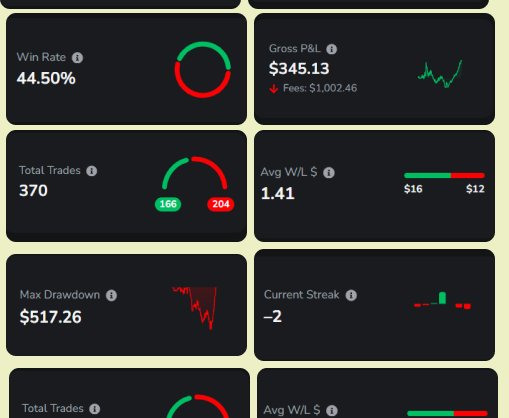 Win Rate
44.50%
Gross P&L
$345.13
Fees: $1,002.46
Total Trades
370
166
204
Avg W/L $
1.41
$16
$12
Max Drawdown
$517.26
Current Streak
–2
Total Trades
Avg W/L $